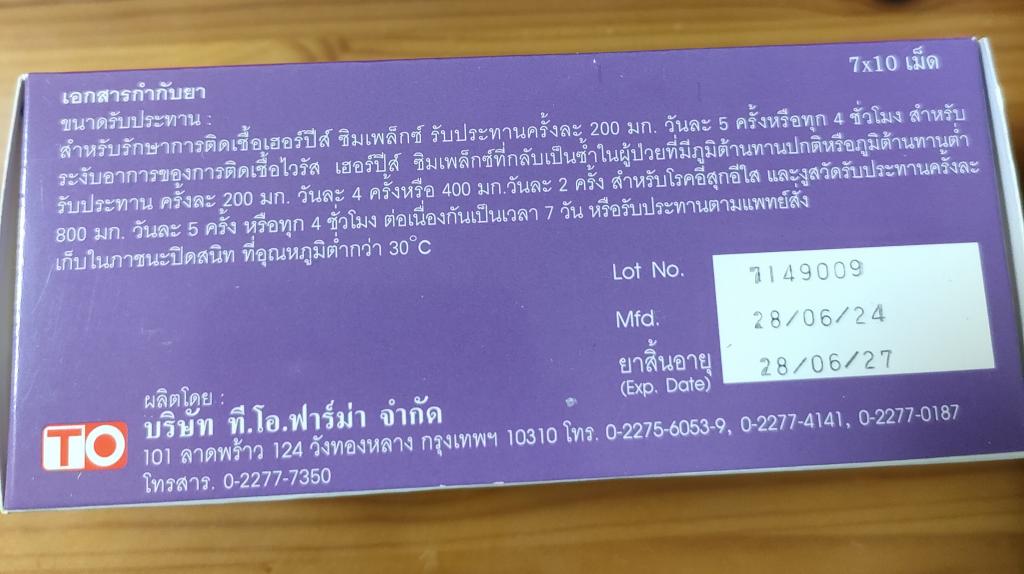 7x10 เม็ด
เอกสารกำกับยา
ขนาดรับประทาน :
สำหรับรักษาการติดเชื้อเฮอร์ปีส์ ซิมเพล็กซ์ รับประทานครั้งละ 200 มก. วันละ 5 ครั้งหรือทุก 4 ชั่วโมง สำหรับ
ระงับอาการของการติดเชื้อไวรัส เฮอร์ปีส์ ซิมเพล็กซ์ที่กลับเป็นซ้ำในผู้ป่วยที่มีภูมิต้านทานปกติหรือภูมิต้านทานต่ำ
รับประทาน ครั้งละ 200 มก. วันละ 4 ครั้งหรือ 400 มก.วันละ 2 ครั้ง สำหรับโรคอีสุกอีใส และงูสวัดรับประทานครั้งละ
800 มก. วันละ 5 ครั้ง หรือทุก 4 ชั่วโมง ต่อเนื่องกันเป็นเวลา 7 วัน หรือรับประทานตามแพทย์สั่ง
เก็บในภาชนะปิดสนิท ที่อุณหภูมิต่ำกว่า 30°C
Lot No. 7149009
Mfd. 28/06/24
ยาสิ้นอายุ 28/06/27
(Exp. Date)
ผลิตโดย :
บริษัท ที.โอ.ฟาร์ม่า จำกัด
TO
101 ลาดพร้าว 124 วังทองหลาง กรุงเทพฯ 10310 โทร. 0-2275-6053-9, 0-2277-4141, 0-2277-0187
โทรสาร. 0-2277-7350